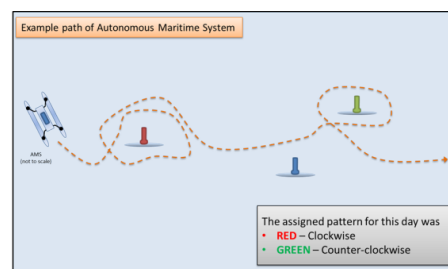 Example path of Autonomous Maritime System
AMS
(not to scale)
The assigned pattern for this day was
• RED – Clockwise
• GREEN – Counter-clockwise